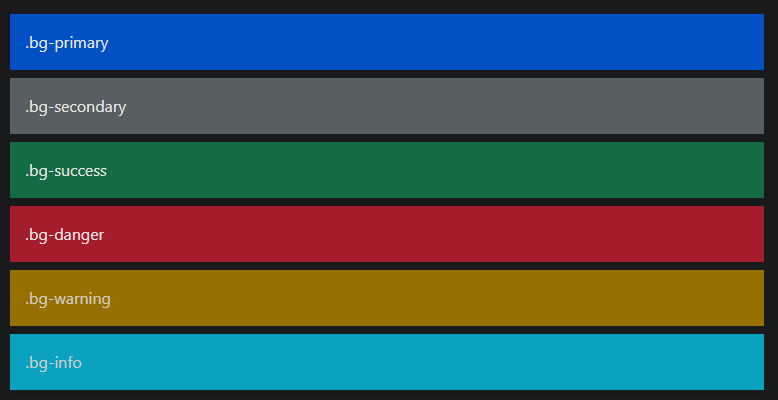 .bg-primary
.bg-secondary
.bg-success
.bg-danger
.bg-warning
.bg-info